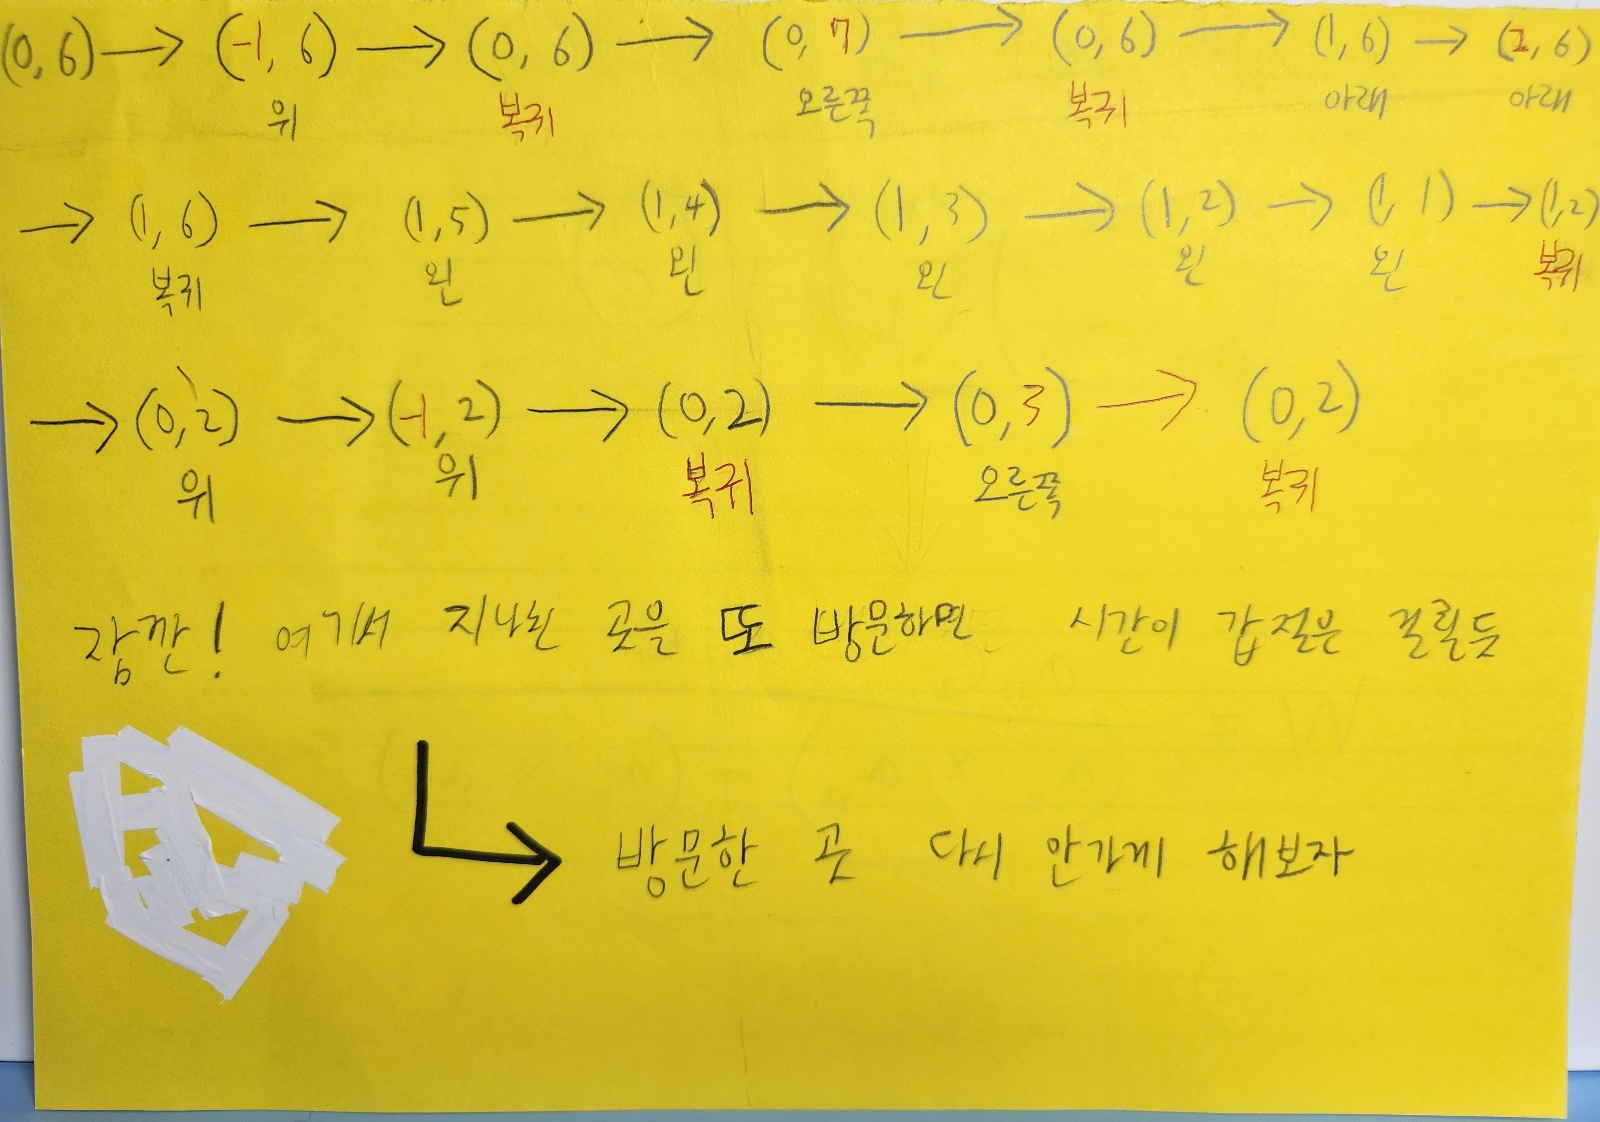 (0, 6) → (-1, 6) → (0, 6) → (0, 7) → (0, 6) → (1, 6) → (2, 6)
위 복귀 오른쪽 복귀 아래 아래
→ (1, 6) → (1, 5) → (1, 4) → (1, 3) → (1, 2) → (1, 1) → (1, 2)
복귀 왼 왼 왼 왼 왼 복귀
→ (0, 2) → (-1, 2) → (0, 2) → (0, 3) → (0, 2)
위 위 복귀 오른쪽 복귀
잠깐! 여기서 지나친 곳을 또 방문하면 시간이 갑절은 걸릴듯
방문한 곳 다시 안가게 해보자